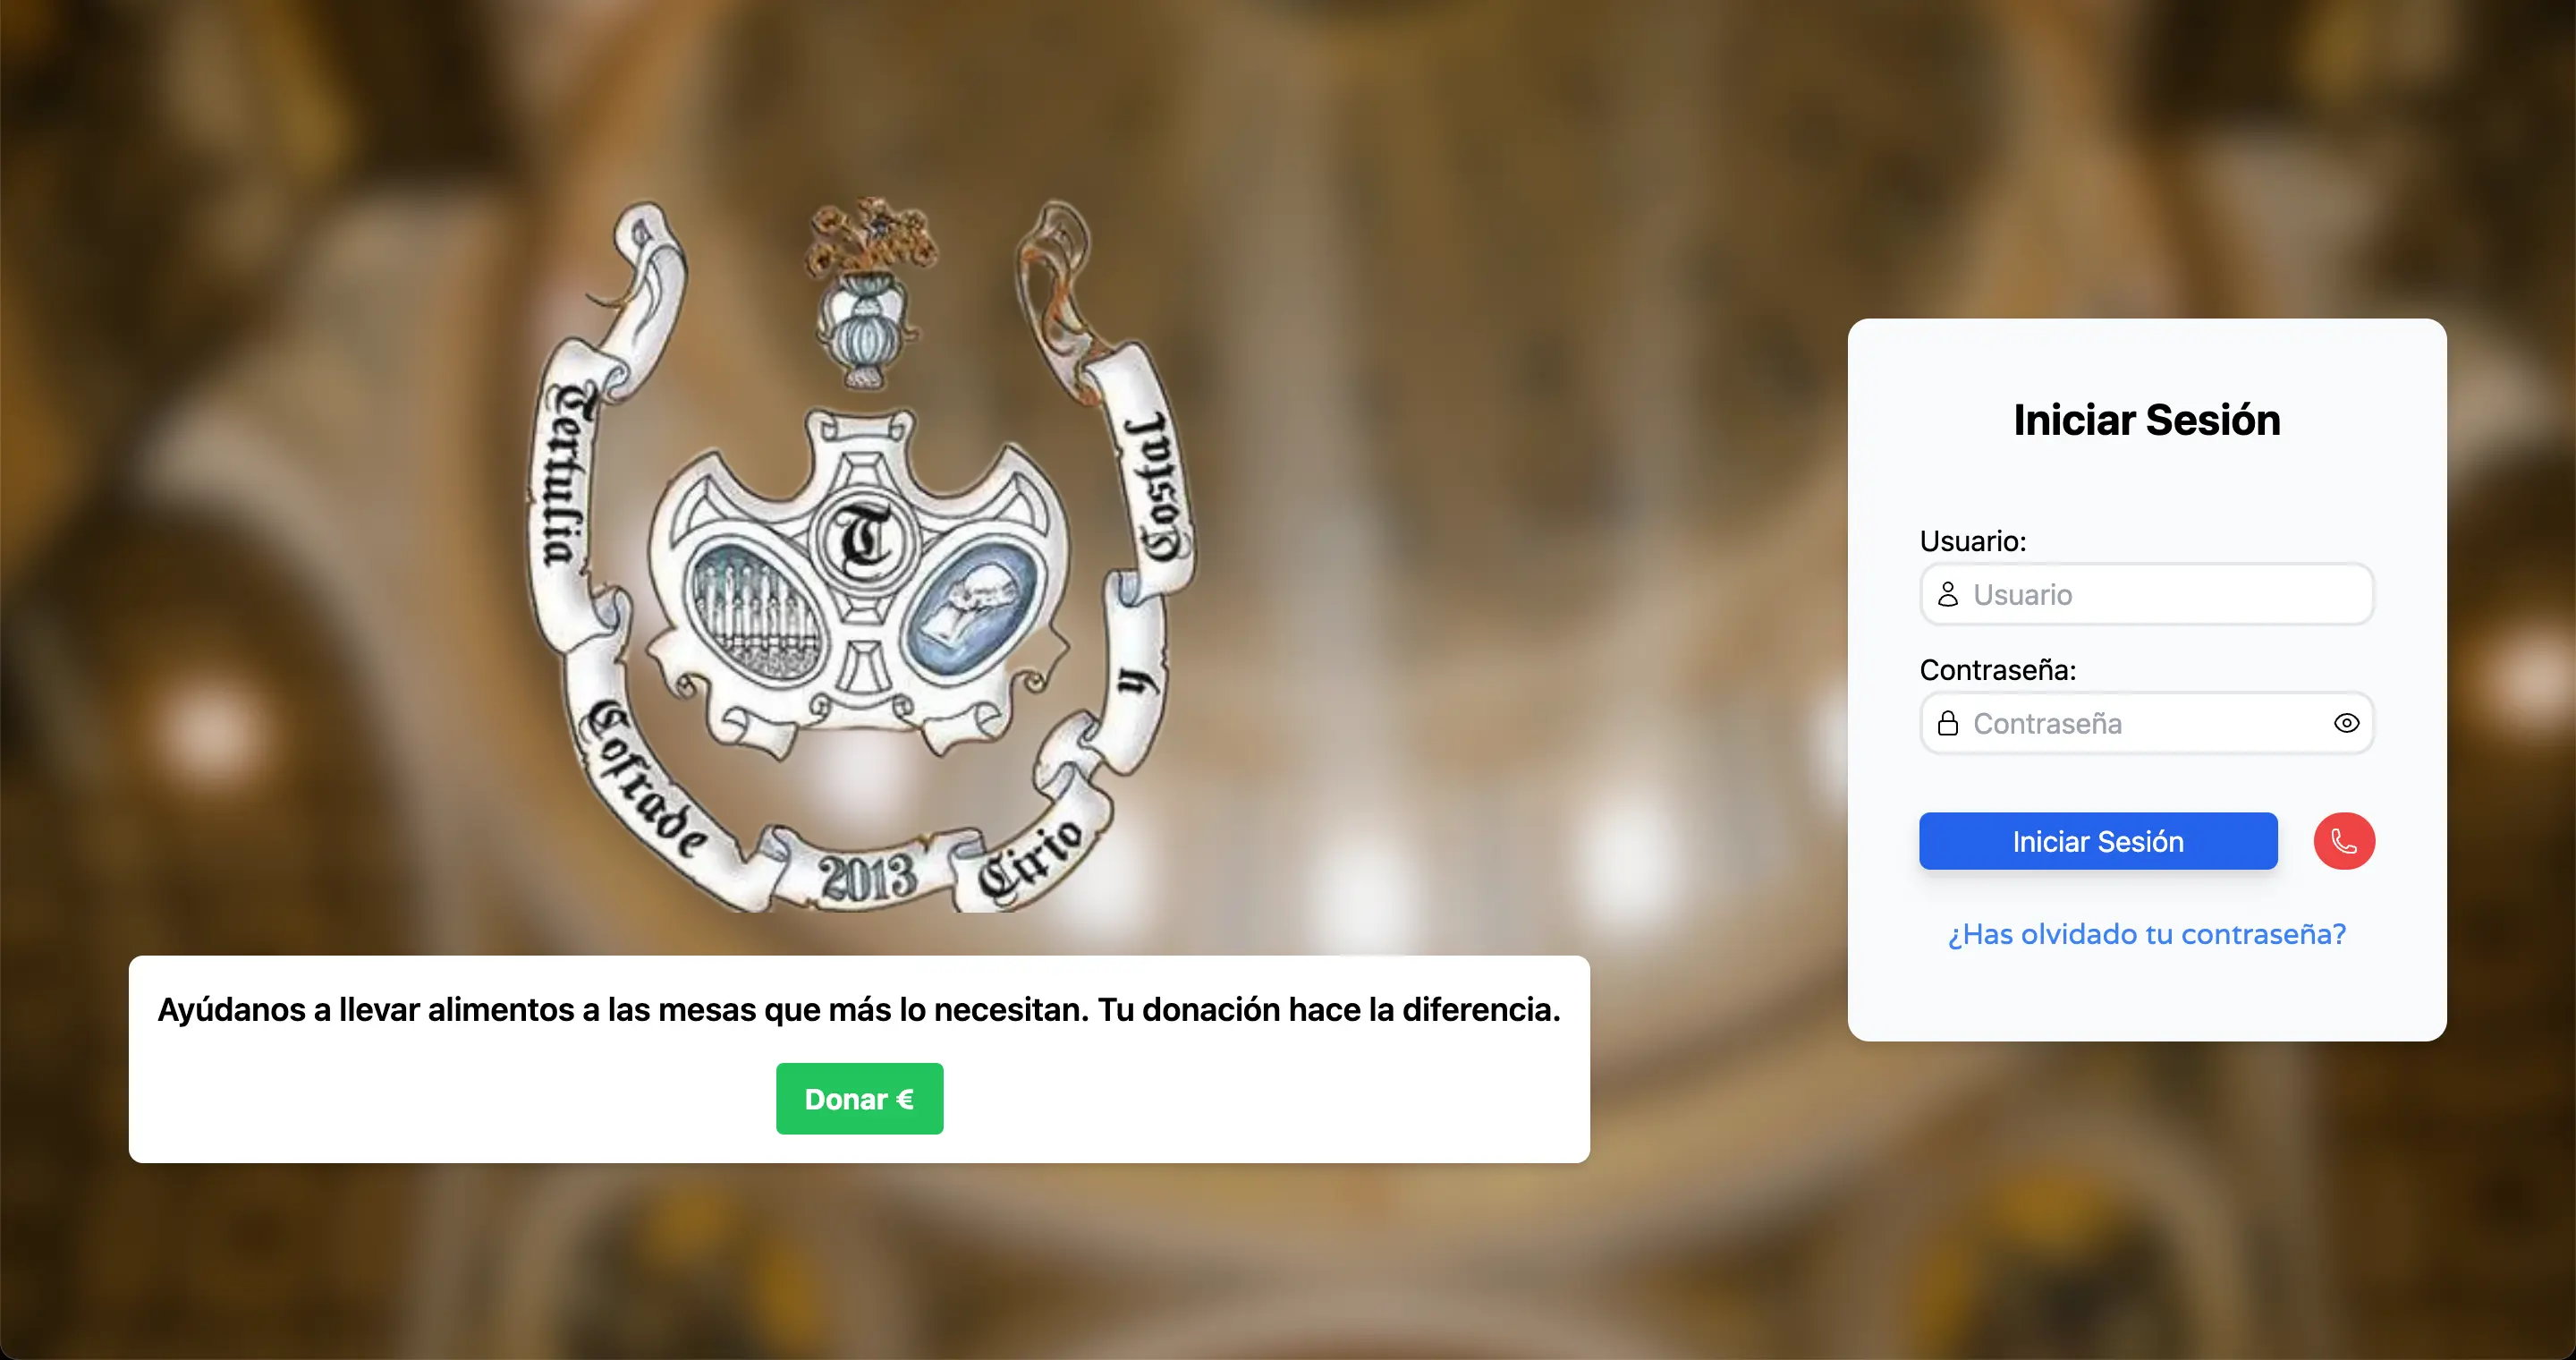 Tertulia
Cofrade
2013
Cirio
y
Costal
T
Ayúdanos a llevar alimentos a las mesas que más lo necesitan. Tu donación hace la diferencia.
Donar €
Iniciar Sesión
Usuario:
Usuario
Contraseña:
Contraseña
Iniciar Sesión
¿Has olvidado tu contraseña?